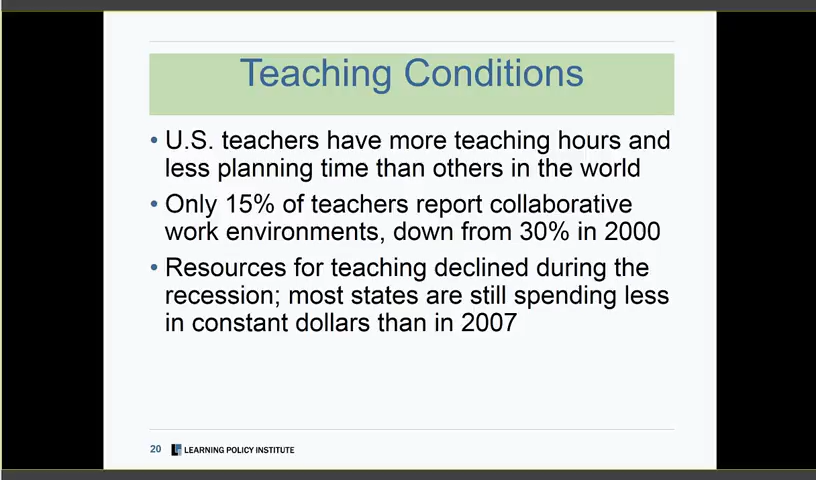 Teaching Conditions
• U.S. teachers have more teaching hours and
less planning time than others in the world
• Only 15% of teachers report collaborative
work environments, down from 30% in 2000
• Resources for teaching declined during the
recession; most states are still spending less
in constant dollars than in 2007
20 LEARNING POLICY INSTITUTE